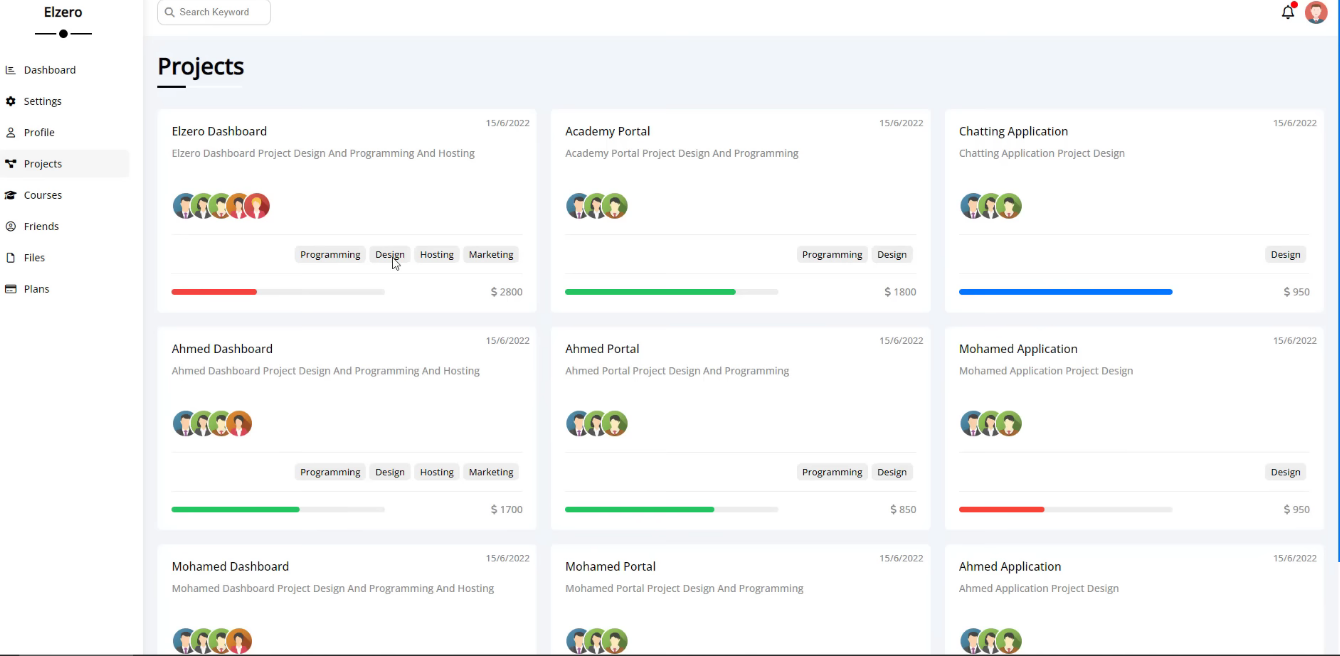 Elzero
Search Keyword
Dashboard
Settings
Profile
Projects
Courses
Friends
Files
Plans
Projects
15/6/2022
Elzero Dashboard
Elzero Dashboard Project Design And Programming And Hosting
Programming Design Hosting Marketing
$ 2800
15/6/2022
Academy Portal
Academy Portal Project Design And Programming
Programming Design
$ 1800
15/6/2022
Chatting Application
Chatting Application Project Design
Design
$ 950
15/6/2022
Ahmed Dashboard
Ahmed Dashboard Project Design And Programming And Hosting
Programming Design Hosting Marketing
$ 1700
15/6/2022
Ahmed Portal
Ahmed Portal Project Design And Programming
Programming Design
$ 850
15/6/2022
Mohamed Application
Mohamed Application Project Design
Design
$ 950
15/6/2022
Mohamed Dashboard
Mohamed Dashboard Project Design And Programming And Hosting
15/6/2022
Mohamed Portal
Mohamed Portal Project Design And Programming
15/6/2022
Ahmed Application
Ahmed Application Project Design